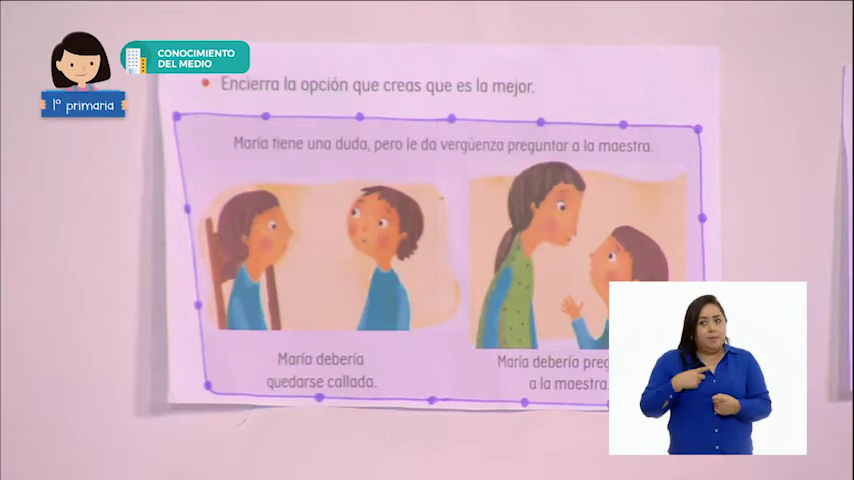 CONOCIMIENTO
DEL MEDIO
1° primaria
• Encierra la opción que creas que es la mejor.
María tiene una duda, pero le da vergüenza preguntar a la maestra.
María debería
quedarse callada.
María debería
a la maestra.